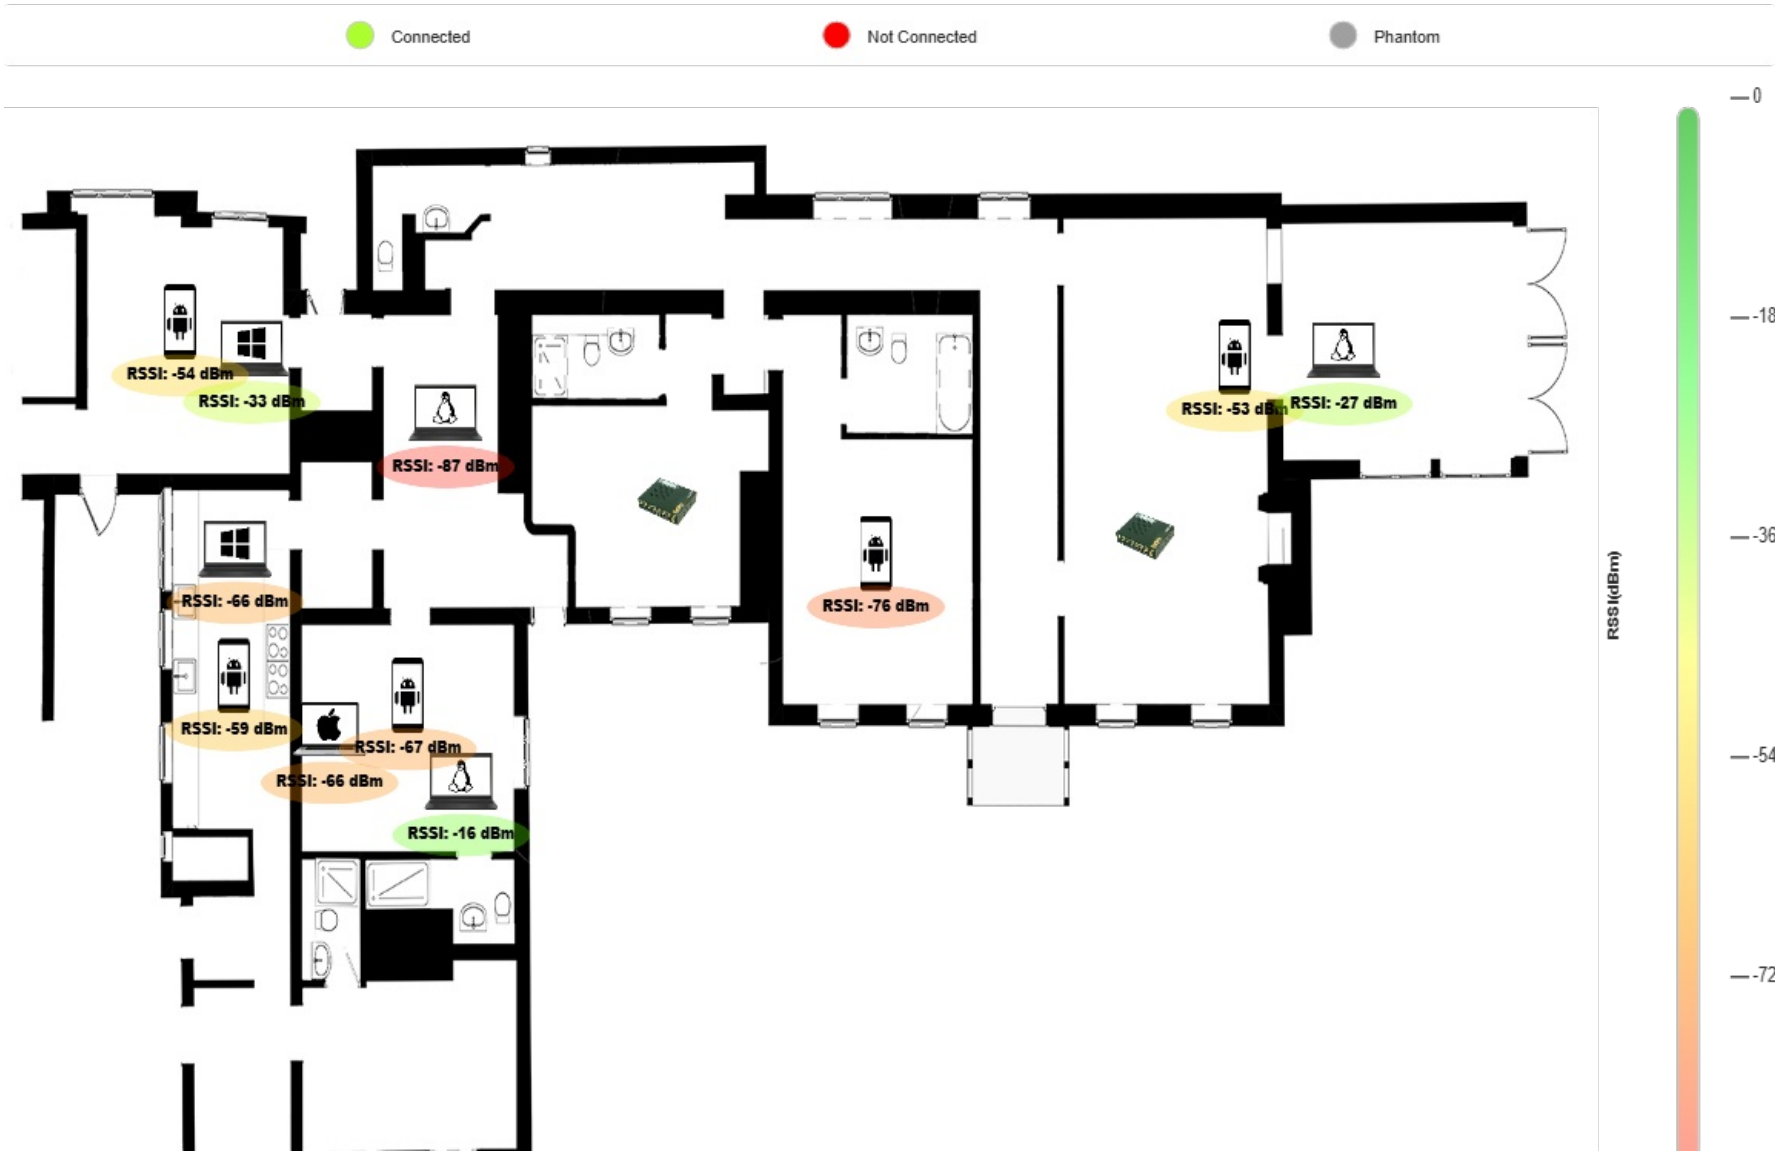 Connected
Not Connected
Phantom
0
-18
-36
-54
-72
RSSI(dBm)
RSSI: -54 dBm
RSSI: -33 dBm
RSSI: -87 dBm
RSSI: -53 dBm
RSSI: -27 dBm
RSSI: -66 dBm
RSSI: -76 dBm
RSSI: -59 dBm
RSSI: -67 dBm
RSSI: -66 dBm
RSSI: -16 dBm